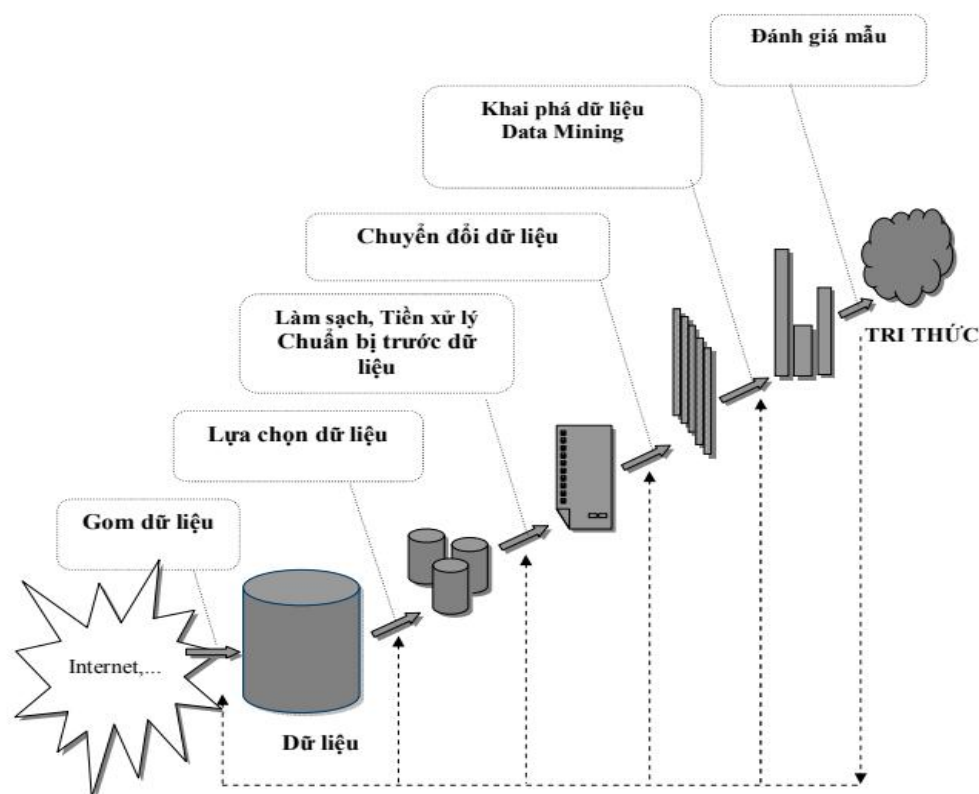 Đánh giá mẫu
Khai phá dữ liệu
Data Mining
Chuyển đổi dữ liệu
Làm sạch, Tiền xử lý
Chuẩn bị trước dữ
liệu
Lựa chọn dữ liệu
Gom dữ liệu
Internet,...
Dữ liệu
TRI THỨC